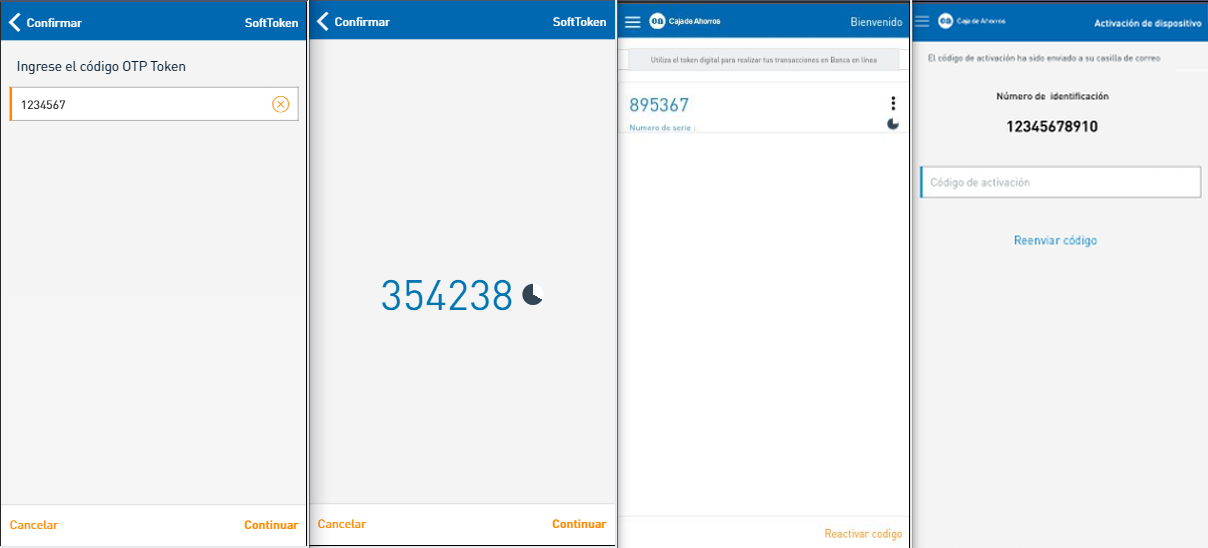 Confirmar SoftToken
Ingrese el código OTP Token
1234567
Cancelar Continuar
Confirmar SoftToken
354238
Cancelar Continuar
ca Caja de Ahorros Bienvenido
Utiliza el token digital para realizar tus transacciones en Banca en línea
895367
Numero de serie :
Reactivar codigo
ca Caja de Ahorros Activación de dispositivo
El código de activación ha sido enviado a su casilla de correo
Número de identificación
12345678910
Código de activación
Reenviar código